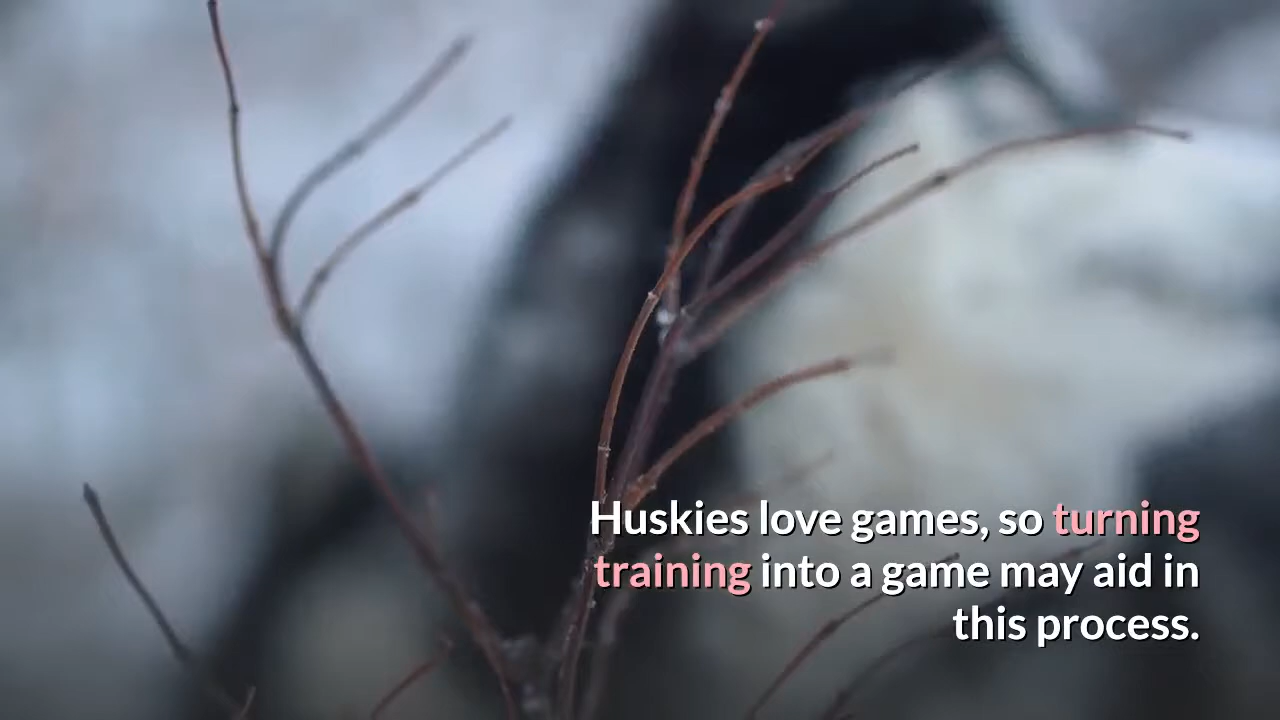 Huskies love games, so turning
training into a game may aid in
this process.